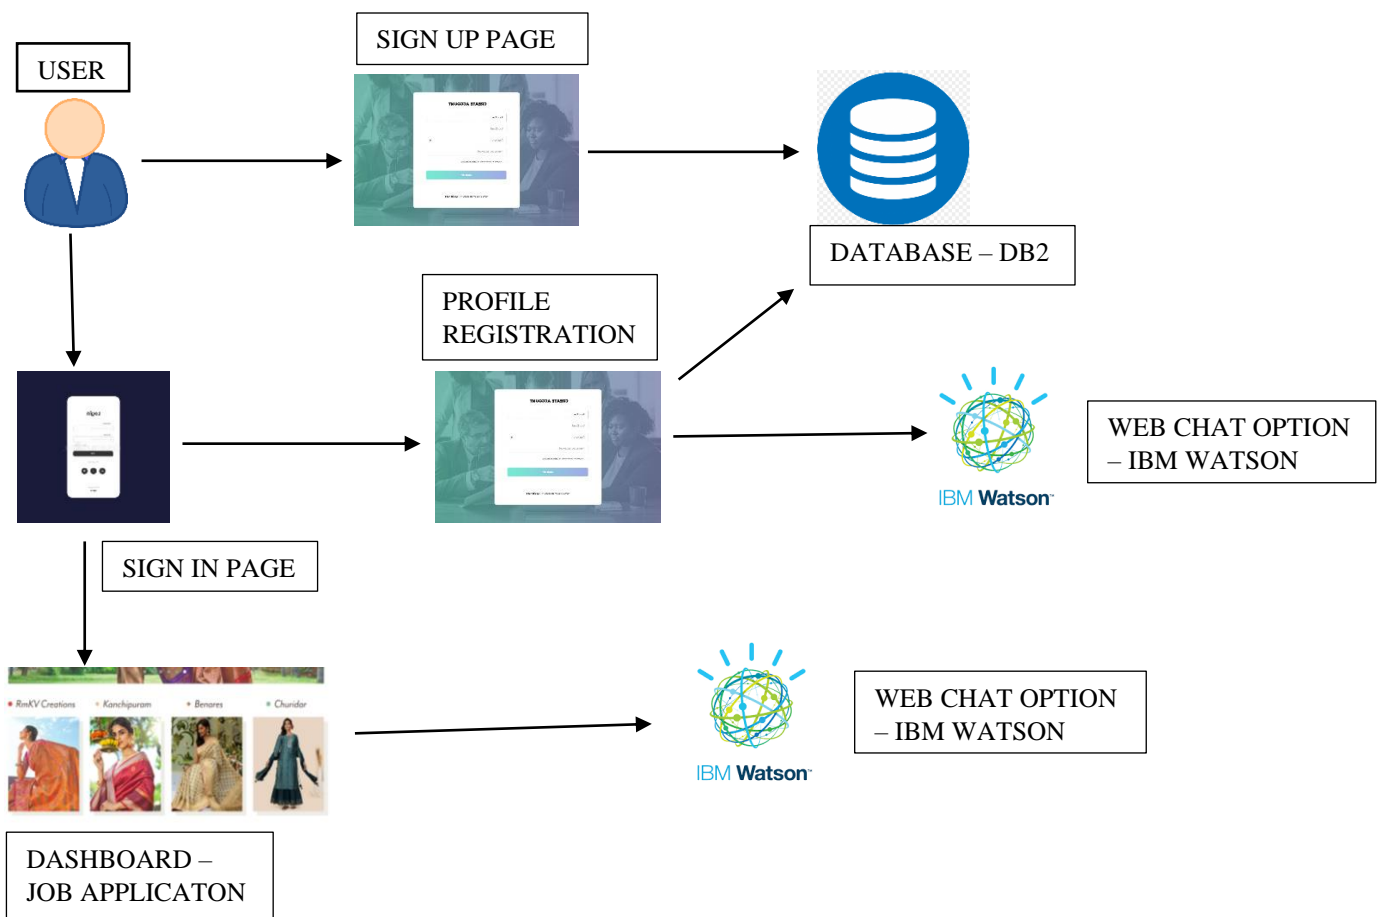 SIGN UP PAGE
USER
DATABASE – DB2
PROFILE
REGISTRATION
WEB CHAT OPTION
– IBM WATSON
IBM Watson
SIGN IN PAGE
RmKV Creations
Kanchipuram
Benares
Churidar
WEB CHAT OPTION
– IBM WATSON
IBM Watson
DASHBOARD –
JOB APPLICATON